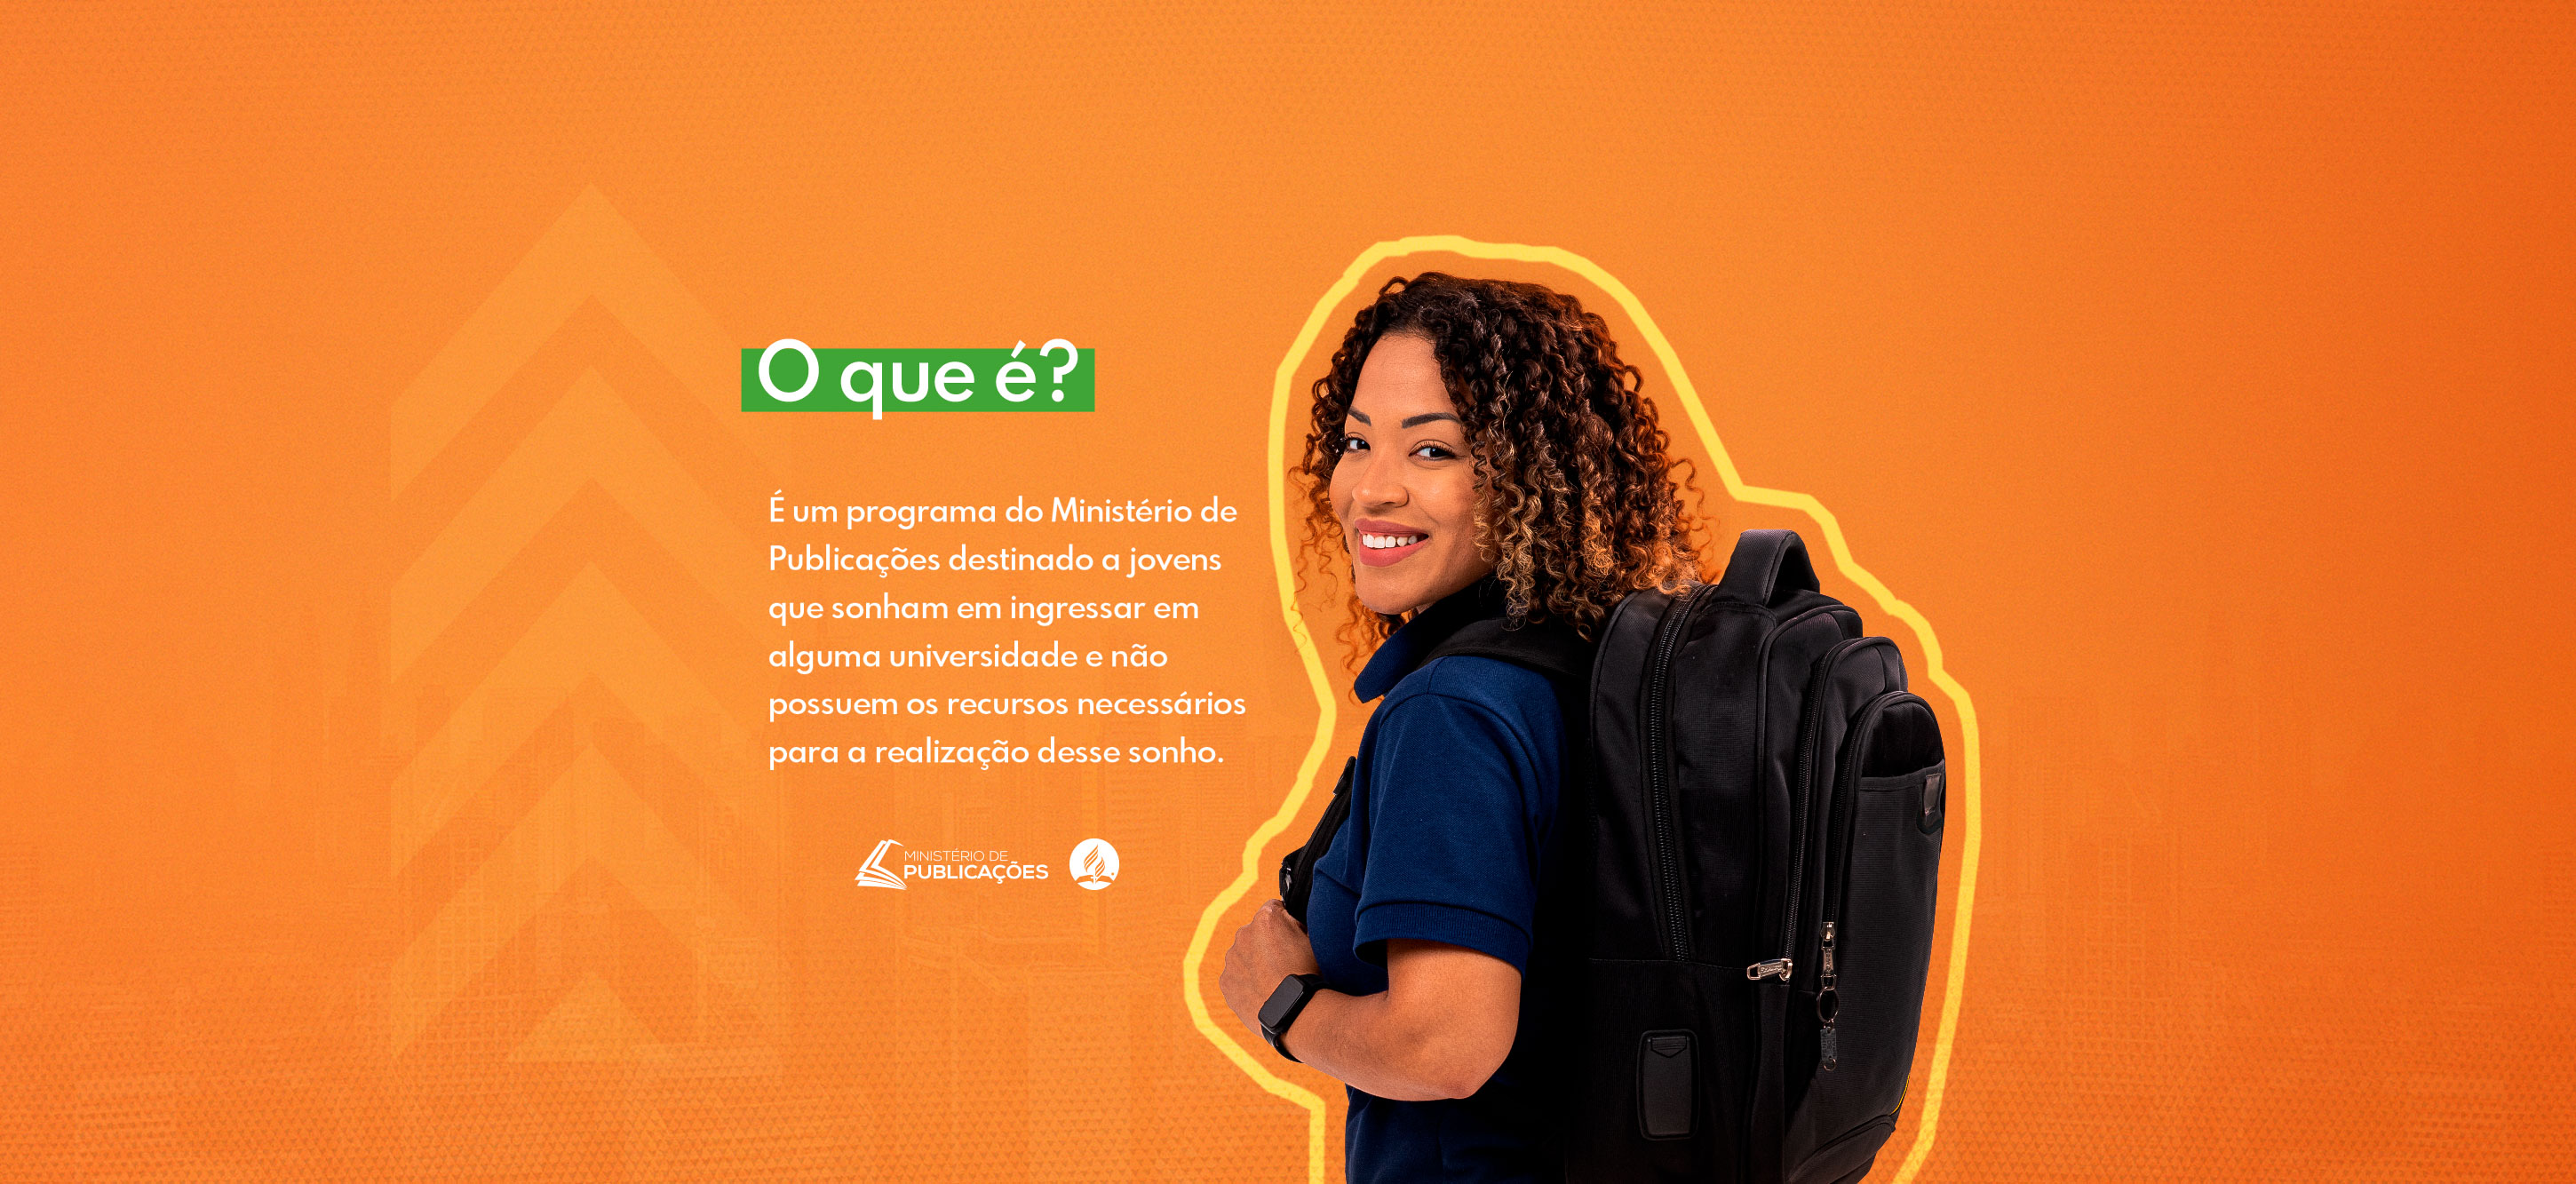 O que é?
É um programa do Ministério de
Publicações destinado a jovens
que sonham em ingressar em
alguma universidade e não
possuem os recursos necessários
para a realização desse sonho.
MINISTÉRIO DE
PUBLICAÇÕES